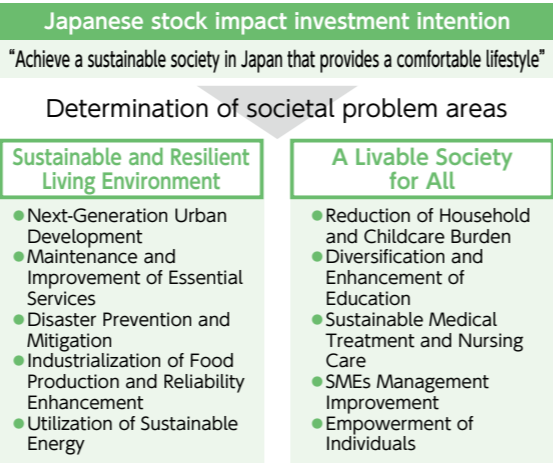 Japanese stock impact investment intention
“Achieve a sustainable society in Japan that provides a comfortable lifestyle”
Determination of societal problem areas
Sustainable and Resilient
Living Environment
●Next-Generation Urban
Development
●Maintenance and
Improvement of Essential
Services
●Disaster Prevention and
Mitigation
●Industrialization of Food
Production and Reliability
Enhancement
●Utilization of Sustainable
Energy
A Livable Society
for All
●Reduction of Household
and Childcare Burden
●Diversification and
Enhancement of
Education
●Sustainable Medical
Treatment and Nursing
Care
●SMEs Management
Improvement
●Empowerment of
Individuals